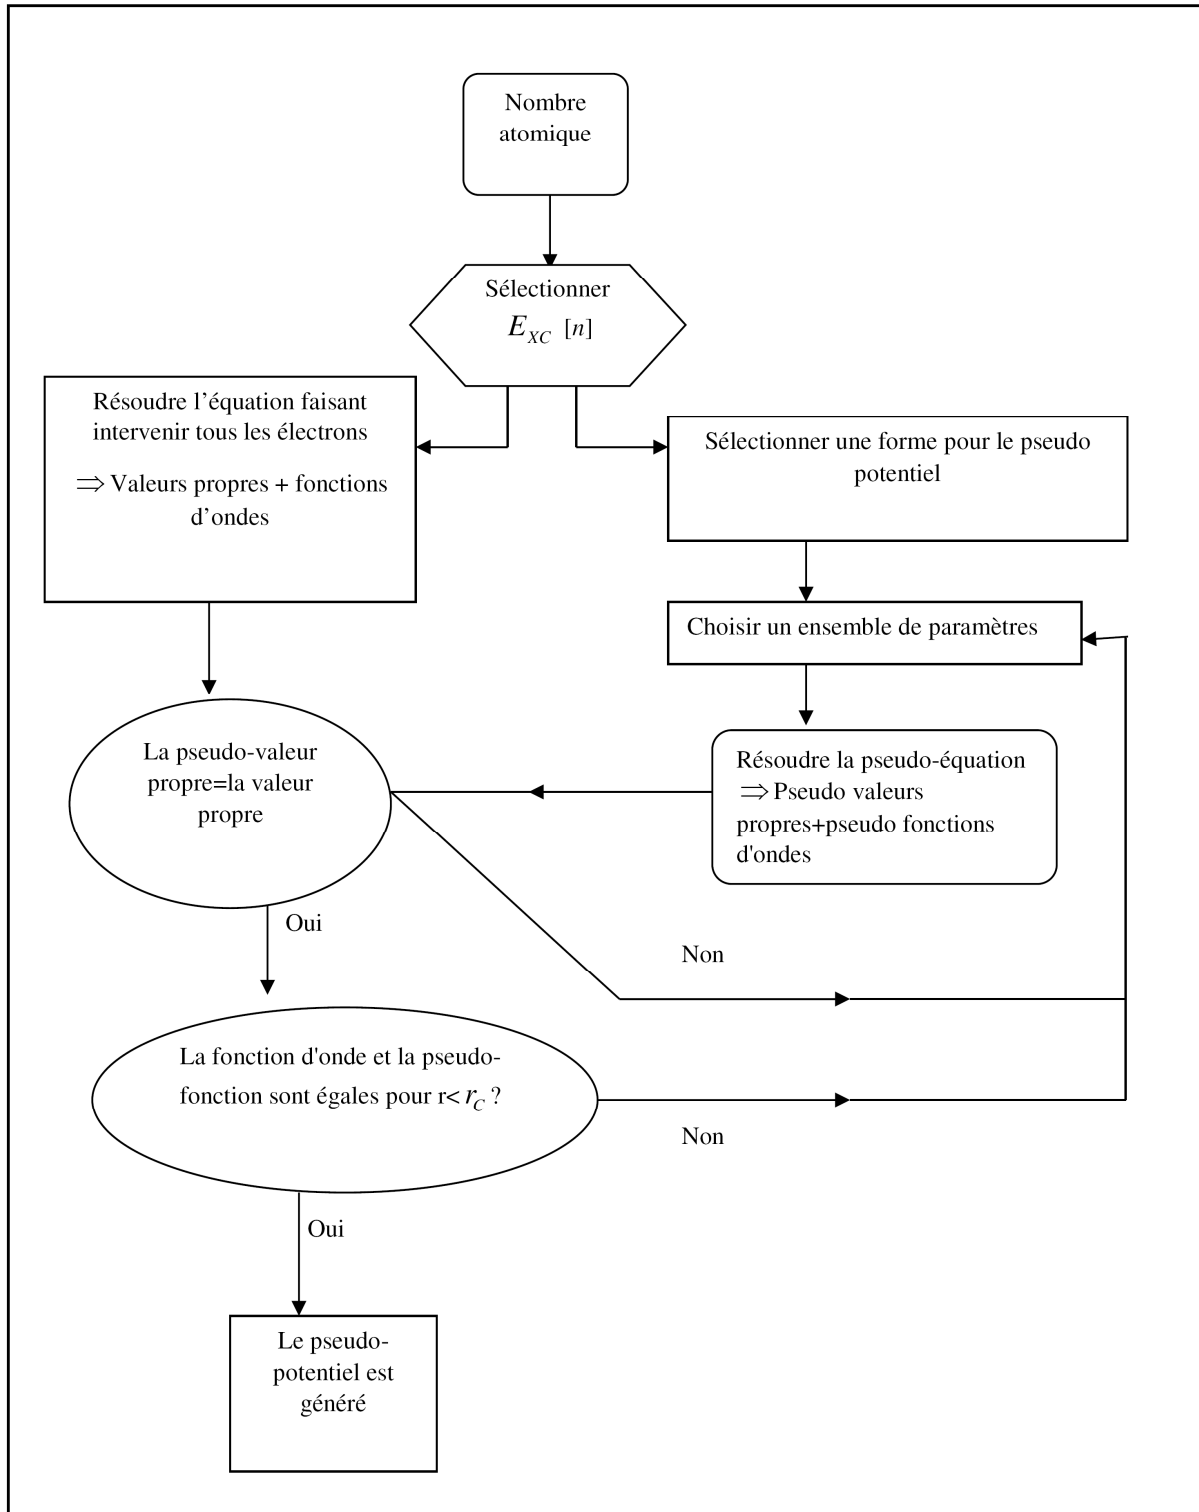 Nombre
atomique
Sélectionner
E_XC [n]
Résoudre l'équation faisant
intervenir tous les électrons
⇒ Valeurs propres + fonctions
d'ondes
Sélectionner une forme pour le pseudo
potentiel
Choisir un ensemble de paramètres
Résoudre la pseudo-équation
⇒ Pseudo valeurs
propres+pseudo fonctions
d'ondes
La pseudo-valeur
propre=la valeur
propre
Oui
Non
La fonction d'onde et la pseudo-
fonction sont égales pour r< r_C ?
Non
Oui
Le pseudo-
potentiel est
généré